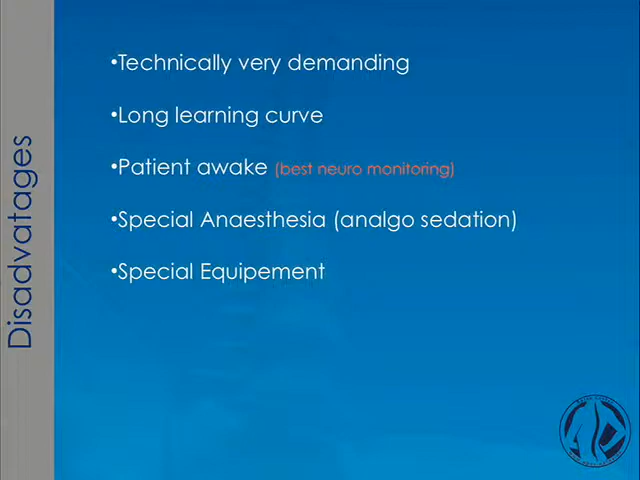 Disadvatages
•Technically very demanding
•Long learning curve
•Patient awake (best neuro monitoring)
•Special Anaesthesia (analgo sedation)
•Special Equipement